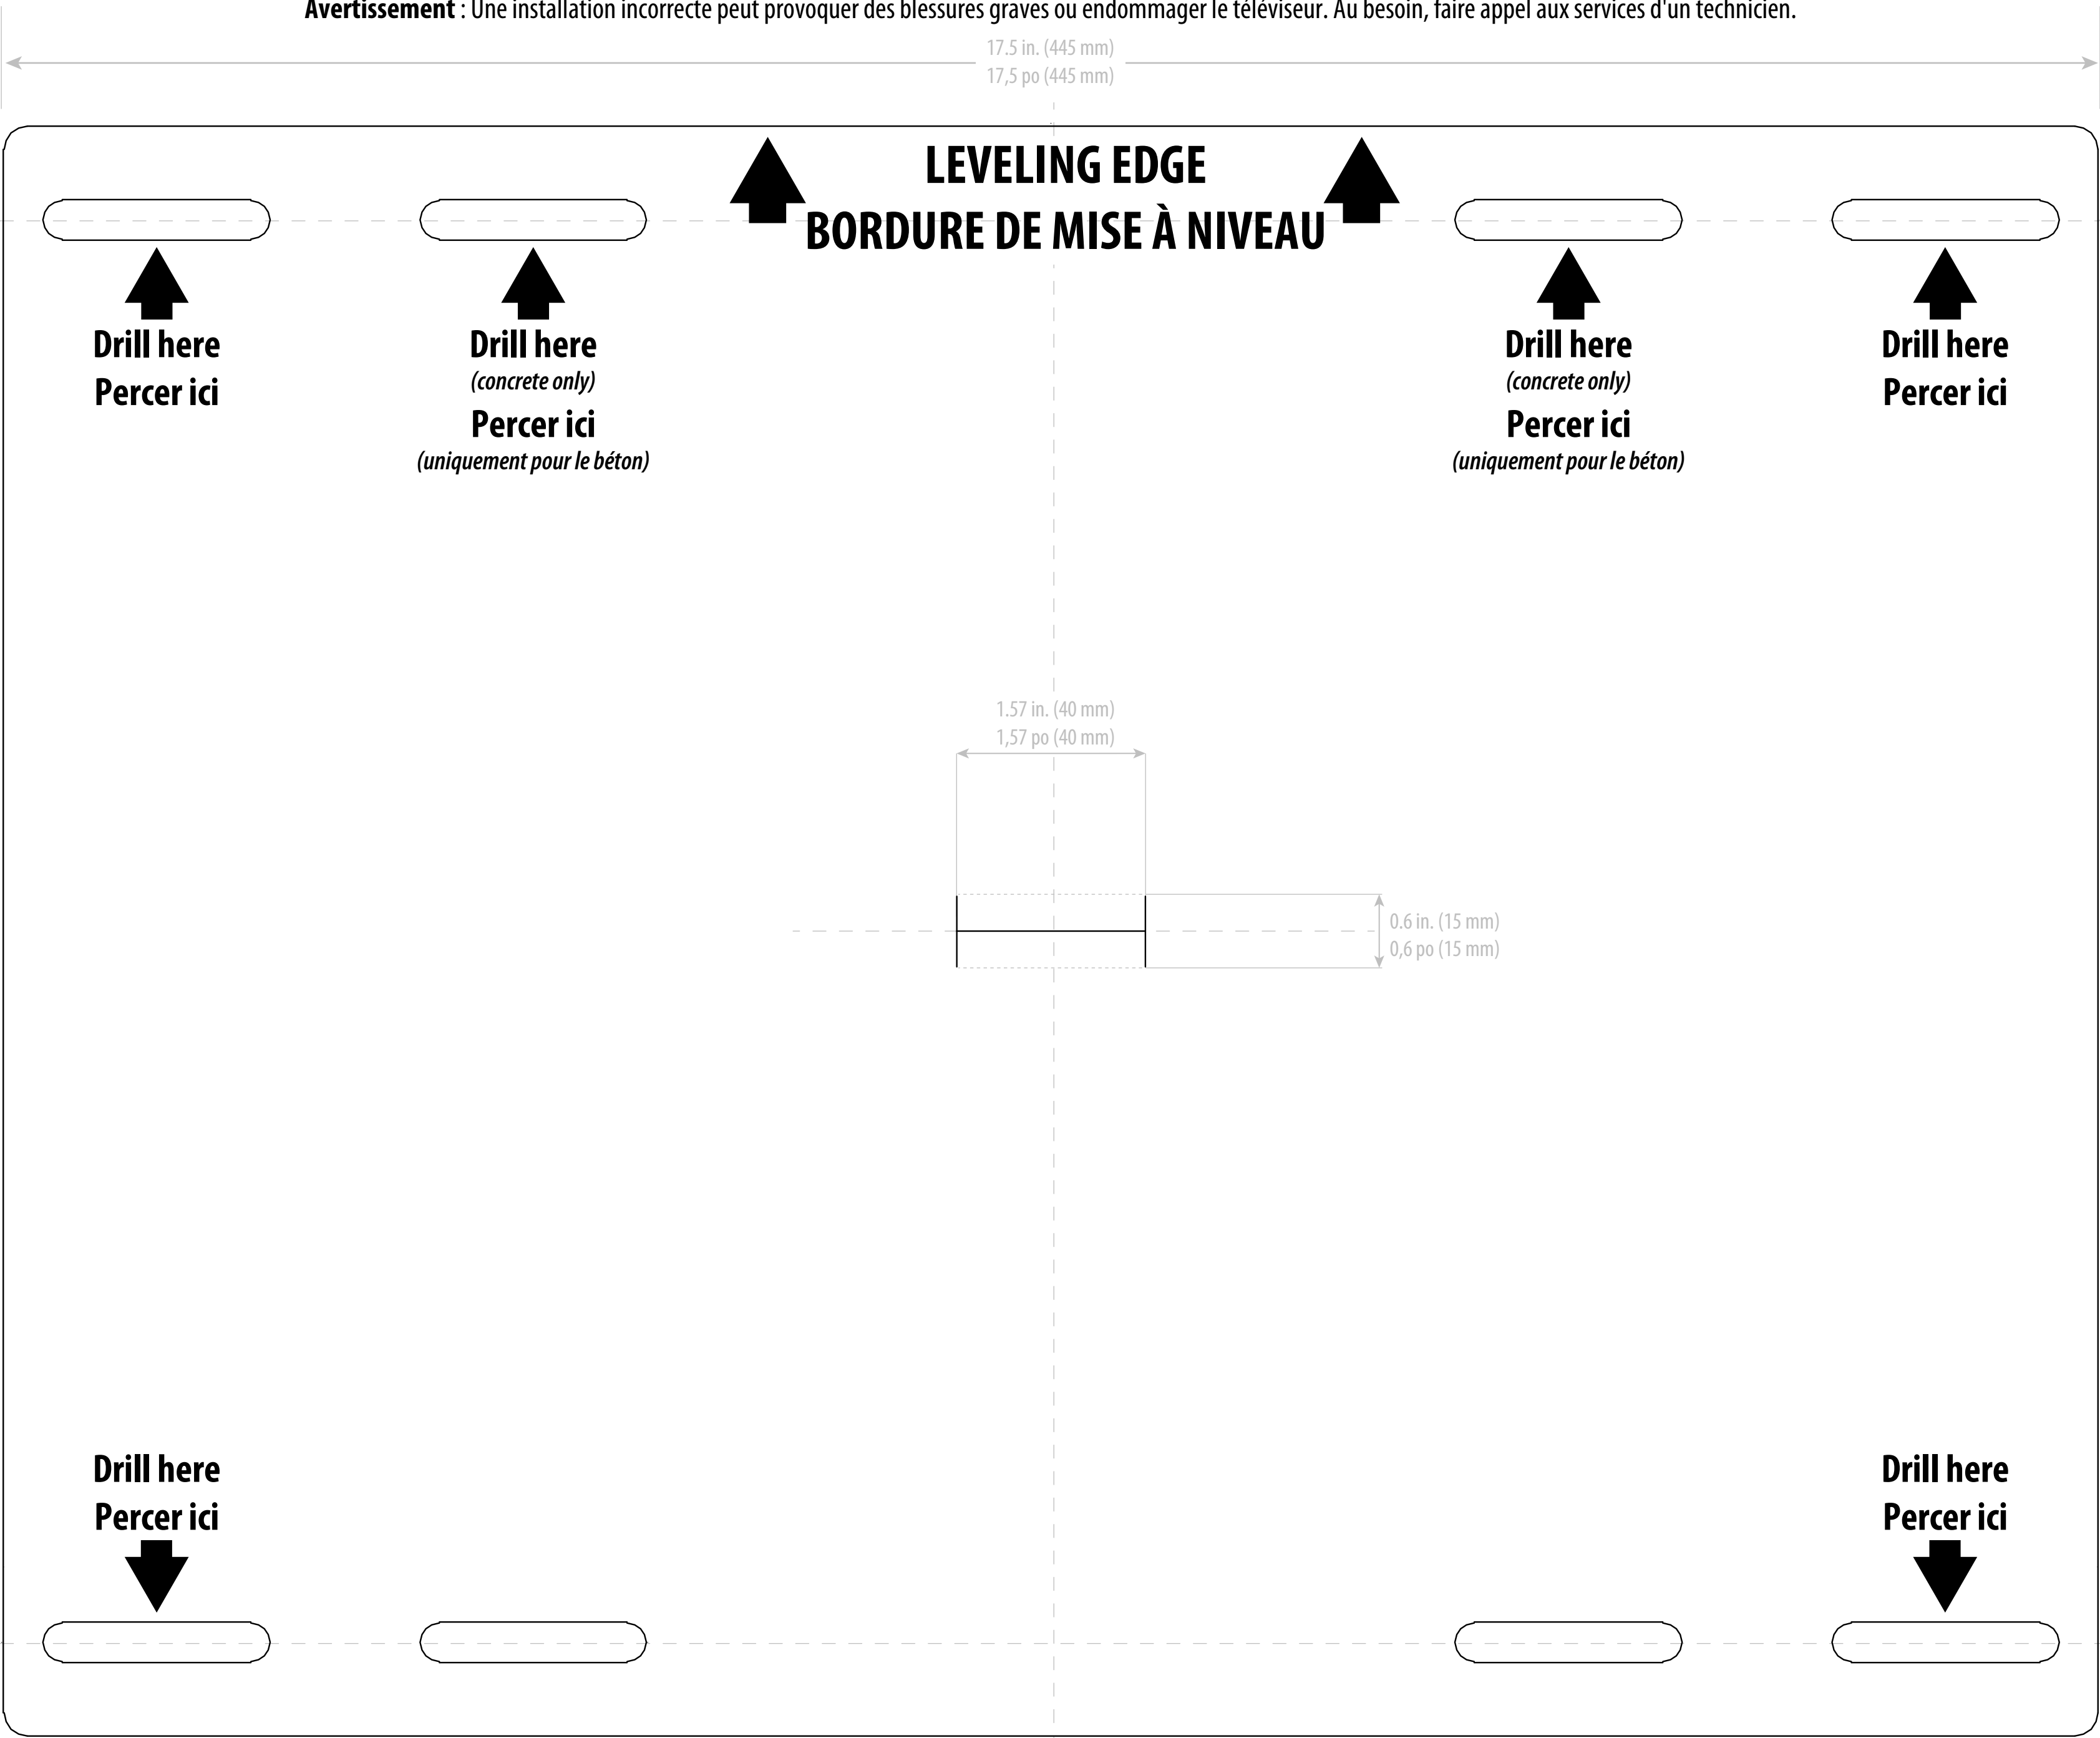 Avertissement : Une installation incorrecte peut provoquer des blessures graves ou endommager le téléviseur. Au besoin, faire appel aux services d'un technicien.
17.5 in. (445 mm)
17,5 po (445 mm)
LEVELING EDGE
BORDURE DE MISE À NIVEAU
Drill here
Percer ici
Drill here
(concrete only)
Percer ici
(uniquement pour le béton)
Drill here
(concrete only)
Percer ici
(uniquement pour le béton)
Drill here
Percer ici
1.57 in. (40 mm)
1,57 po (40 mm)
0.6 in. (15 mm)
0,6 po (15 mm)
Drill here
Percer ici
Drill here
Percer ici